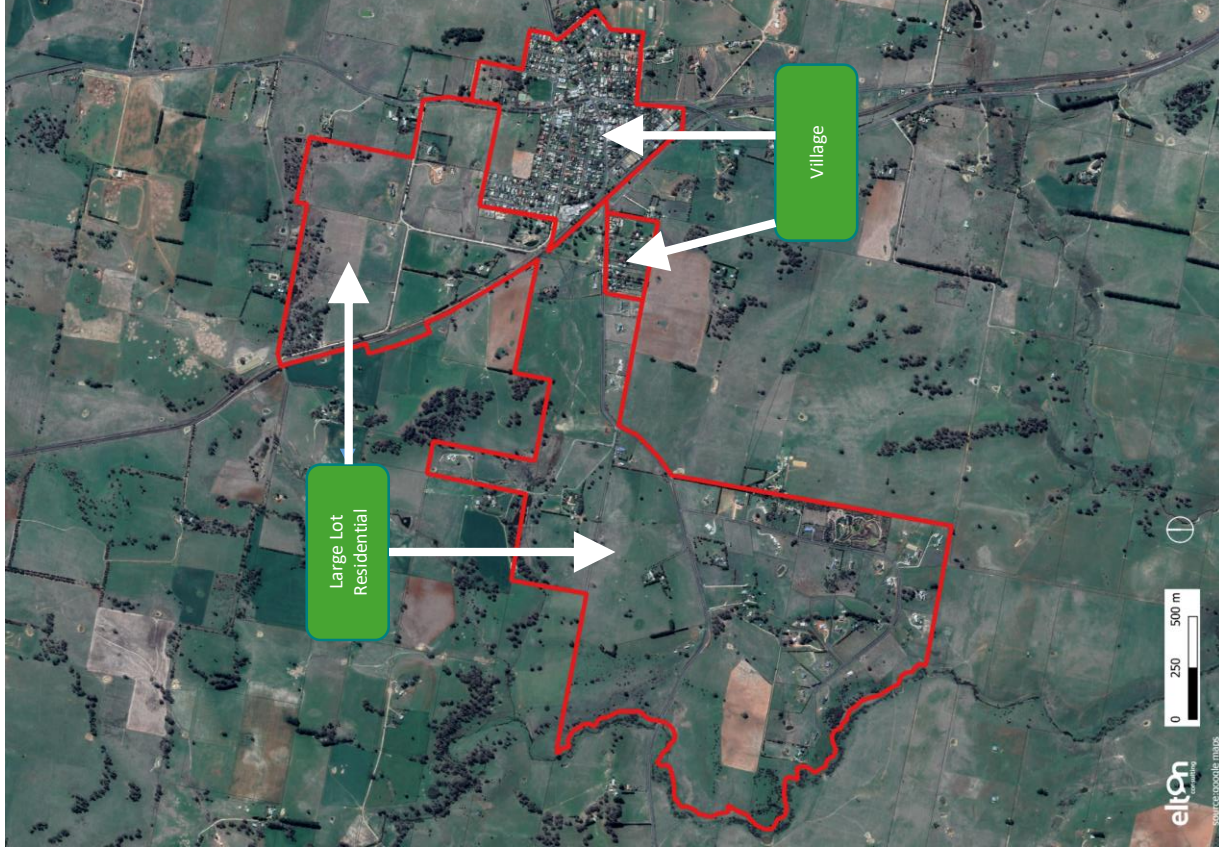 Large Lot
Residential
Village
0 250 500 m
elton
consulting
source:google maps